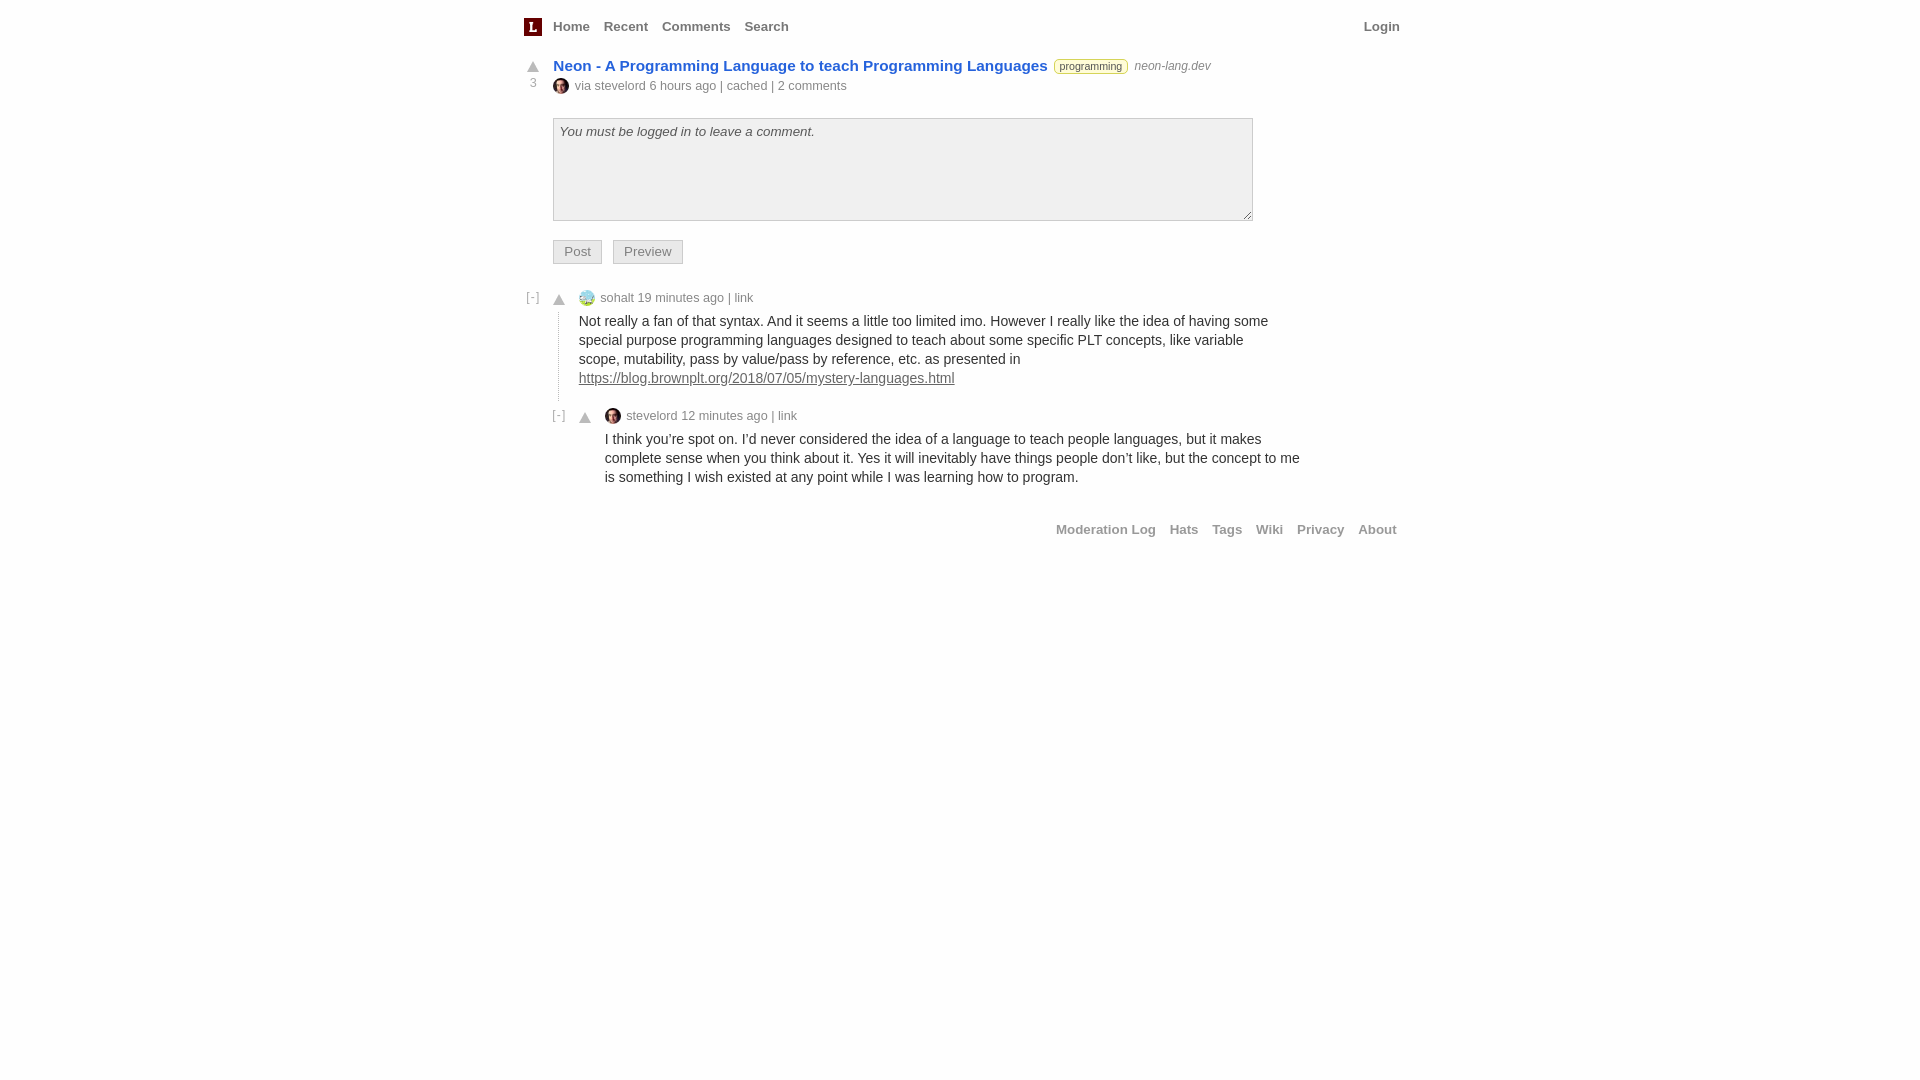 L Home Recent Comments Search Login
Neon - A Programming Language to teach Programming Languages programming neon-lang.dev
3 via stevelord 6 hours ago | cached | 2 comments
You must be logged in to leave a comment.
Post Preview
[-] sohalt 19 minutes ago | link
Not really a fan of that syntax. And it seems a little too limited imo. However I really like the idea of having some
special purpose programming languages designed to teach about some specific PLT concepts, like variable
scope, mutability, pass by value/pass by reference, etc. as presented in
https://blog.brownplt.org/2018/07/05/mystery-languages.html
[-] stevelord 12 minutes ago | link
I think you’re spot on. I’d never considered the idea of a language to teach people languages, but it makes
complete sense when you think about it. Yes it will inevitably have things people don’t like, but the concept to me
is something I wish existed at any point while I was learning how to program.
Moderation Log Hats Tags Wiki Privacy About